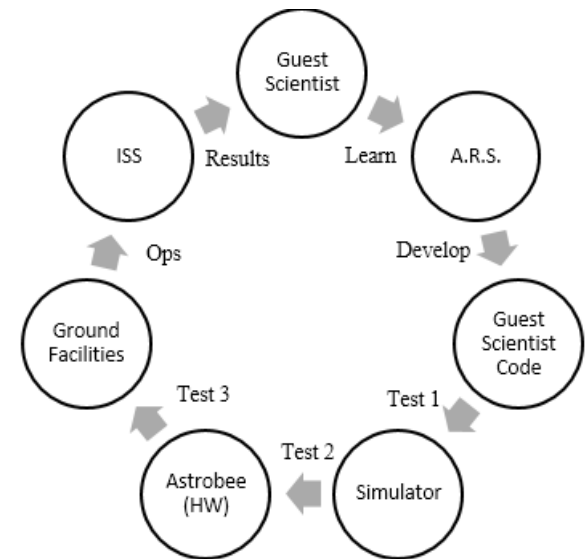 Guest
Scientist
Learn
A.R.S.
Develop
Guest
Scientist
Code
Test 1
Simulator
Test 2
Astrobee
(HW)
Test 3
Ground
Facilities
Ops
ISS
Results